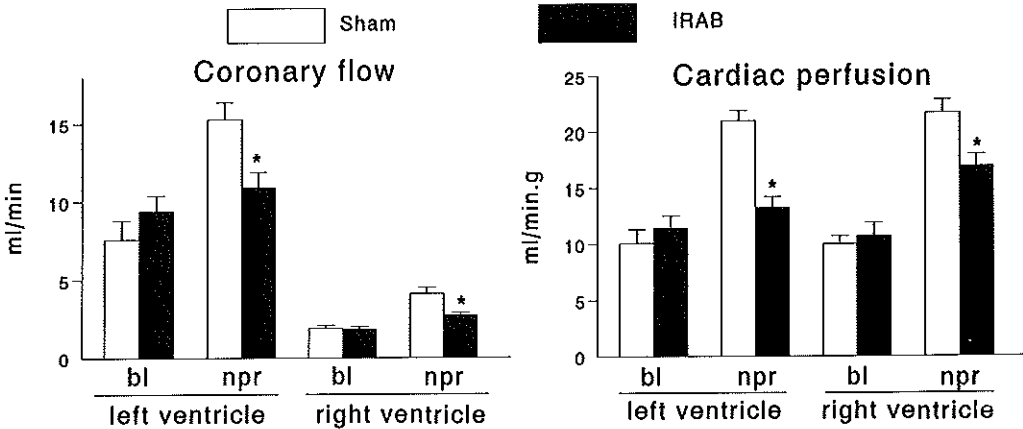 Sham IRAB
Coronary flow
15
10
5
0
ml/min
bl npr bl npr
left ventricle right ventricle
*
*
Cardiac perfusion
25
20
15
10
5
0
ml/min.g
bl npr bl npr
left ventricle right ventricle
*
*